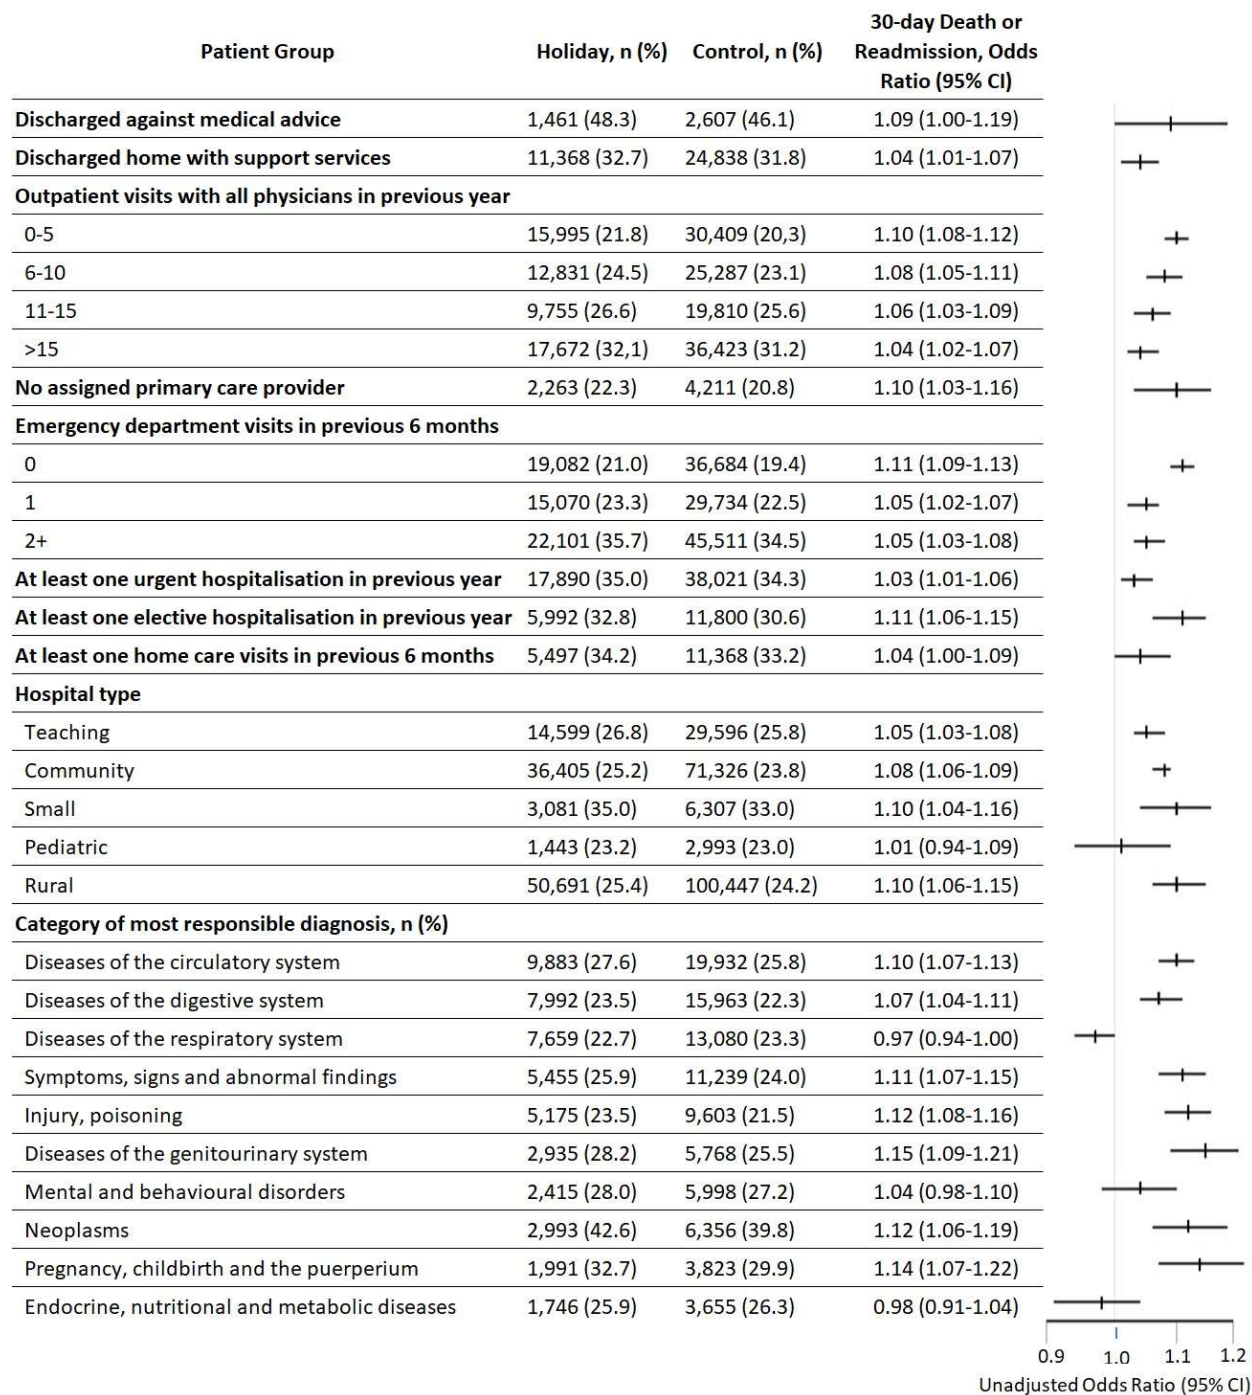 Patient Group Holiday, n (%) Control, n (%) 30-day Death or Readmission, Odds Ratio (95% CI)
Discharged against medical advice 1,461 (48.3) 2,607 (46.1) 1.09 (1.00-1.19)
Discharged home with support services 11,368 (32.7) 24,838 (31.8) 1.04 (1.01-1.07)
Outpatient visits with all physicians in previous year
0-5 15,995 (21.8) 30,409 (20,3) 1.10 (1.08-1.12)
6-10 12,831 (24.5) 25,287 (23.1) 1.08 (1.05-1.11)
11-15 9,755 (26.6) 19,810 (25.6) 1.06 (1.03-1.09)
>15 17,672 (32,1) 36,423 (31.2) 1.04 (1.02-1.07)
No assigned primary care provider 2,263 (22.3) 4,211 (20.8) 1.10 (1.03-1.16)
Emergency department visits in previous 6 months
0 19,082 (21.0) 36,684 (19.4) 1.11 (1.09-1.13)
1 15,070 (23.3) 29,734 (22.5) 1.05 (1.02-1.07)
2+ 22,101 (35.7) 45,511 (34.5) 1.05 (1.03-1.08)
At least one urgent hospitalisation in previous year 17,890 (35.0) 38,021 (34.3) 1.03 (1.01-1.06)
At least one elective hospitalisation in previous year 5,992 (32.8) 11,800 (30.6) 1.11 (1.06-1.15)
At least one home care visits in previous 6 months 5,497 (34.2) 11,368 (33.2) 1.04 (1.00-1.09)
Hospital type
Teaching 14,599 (26.8) 29,596 (25.8) 1.05 (1.03-1.08)
Community 36,405 (25.2) 71,326 (23.8) 1.08 (1.06-1.09)
Small 3,081 (35.0) 6,307 (33.0) 1.10 (1.04-1.16)
Pediatric 1,443 (23.2) 2,993 (23.0) 1.01 (0.94-1.09)
Rural 50,691 (25.4) 100,447 (24.2) 1.10 (1.06-1.15)
Category of most responsible diagnosis, n (%)
Diseases of the circulatory system 9,883 (27.6) 19,932 (25.8) 1.10 (1.07-1.13)
Diseases of the digestive system 7,992 (23.5) 15,963 (22.3) 1.07 (1.04-1.11)
Diseases of the respiratory system 7,659 (22.7) 13,080 (23.3) 0.97 (0.94-1.00)
Symptoms, signs and abnormal findings 5,455 (25.9) 11,239 (24.0) 1.11 (1.07-1.15)
Injury, poisoning 5,175 (23.5) 9,603 (21.5) 1.12 (1.08-1.16)
Diseases of the genitourinary system 2,935 (28.2) 5,768 (25.5) 1.15 (1.09-1.21)
Mental and behavioural disorders 2,415 (28.0) 5,998 (27.2) 1.04 (0.98-1.10)
Neoplasms 2,993 (42.6) 6,356 (39.8) 1.12 (1.06-1.19)
Pregnancy, childbirth and the puerperium 1,991 (32.7) 3,823 (29.9) 1.14 (1.07-1.22)
Endocrine, nutritional and metabolic diseases 1,746 (25.9) 3,655 (26.3) 0.98 (0.91-1.04)
0.9 1.0 1.1 1.2
Unadjusted Odds Ratio (95% CI)